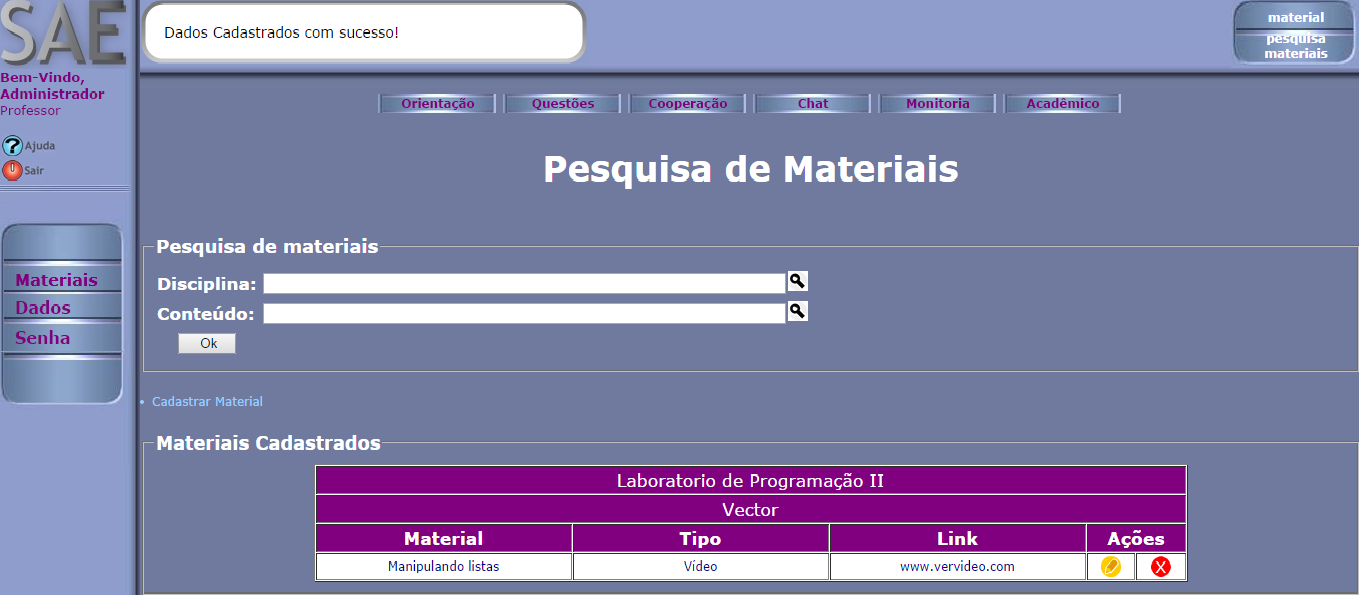 SAE
Bem-Vindo,
Administrador
Professor
Ajuda
Sair
Materiais
Dados
Senha
Dados Cadastrados com sucesso!
material
pesquisa
materiais
Orientação Questões Cooperação Chat Monitoria Acadêmico
Pesquisa de Materiais
Pesquisa de materiais
Disciplina:
Conteúdo:
Ok
Cadastrar Material
Materiais Cadastrados
Laboratorio de Programação II
Vector
Material Tipo Link Ações
Manipulando listas Vídeo www.vervideo.com X